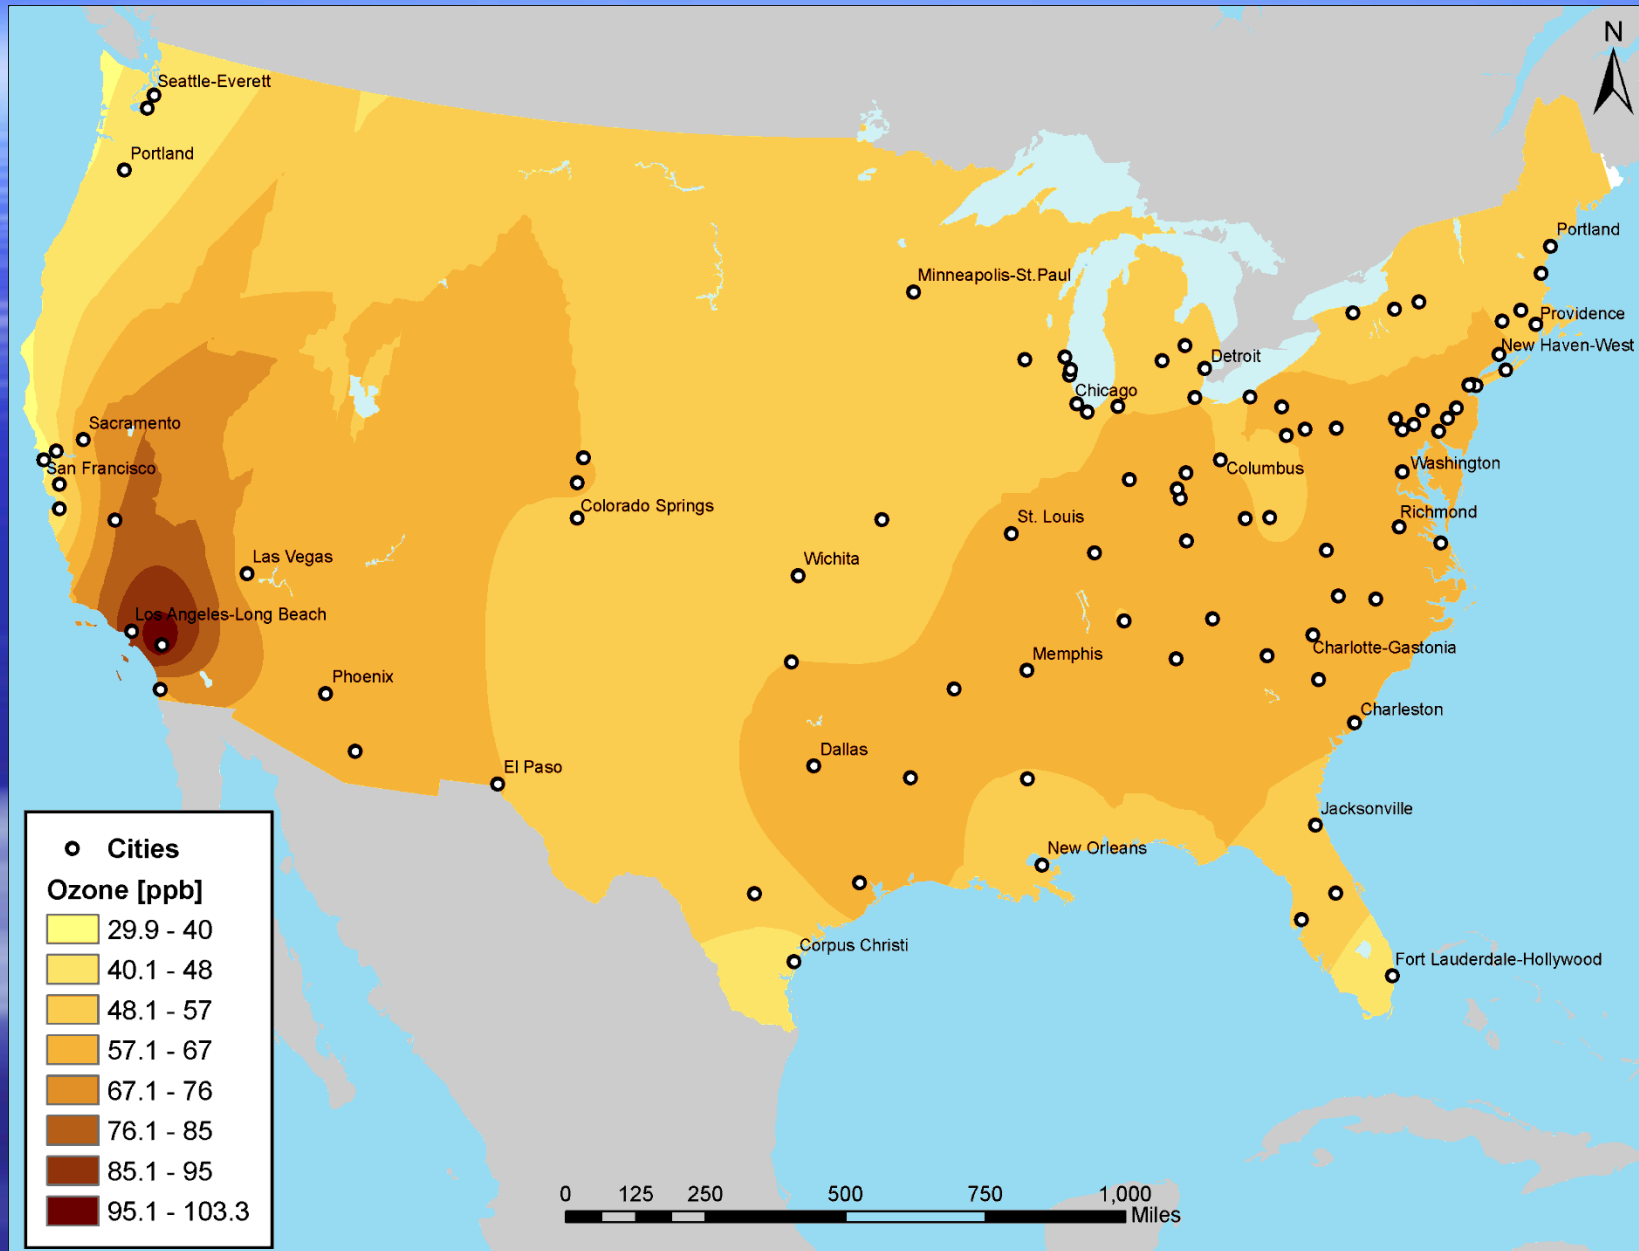 N
Seattle-Everett
Portland
Portland
Minneapolis-St.Paul
Providence
New Haven-West
Detroit
Chicago
Sacramento
San Francisco
Columbus
Washington
Colorado Springs
St. Louis
Richmond
Las Vegas
Wichita
Los Angeles-Long Beach
Memphis
Charlotte-Gastonia
Phoenix
Charleston
Dallas
El Paso
Jacksonville
New Orleans
Corpus Christi
Fort Lauderdale-Hollywood
Cities
Ozone [ppb]
29.9 - 40
40.1 - 48
48.1 - 57
57.1 - 67
67.1 - 76
76.1 - 85
85.1 - 95
95.1 - 103.3
0 125 250 500 750 1,000
Miles